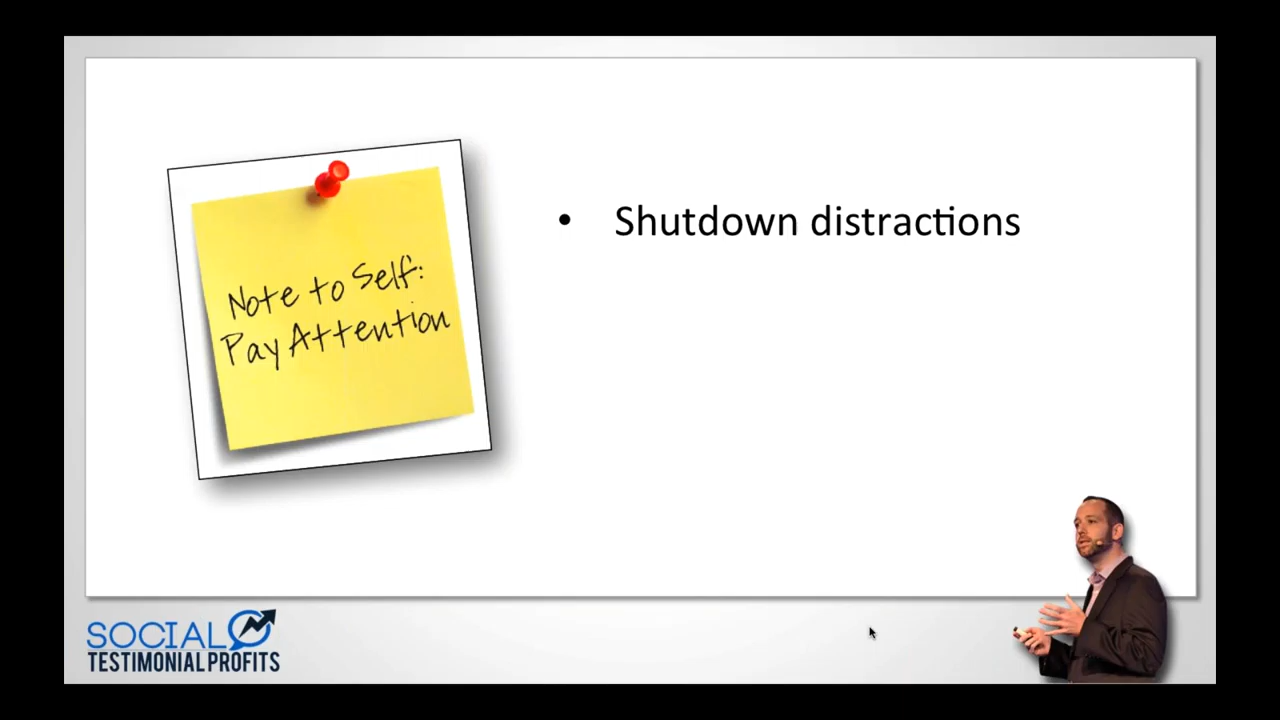 Note to Self:
Pay Attention
• Shutdown distractions
SOCIAL
TESTIMONIAL PROFITS